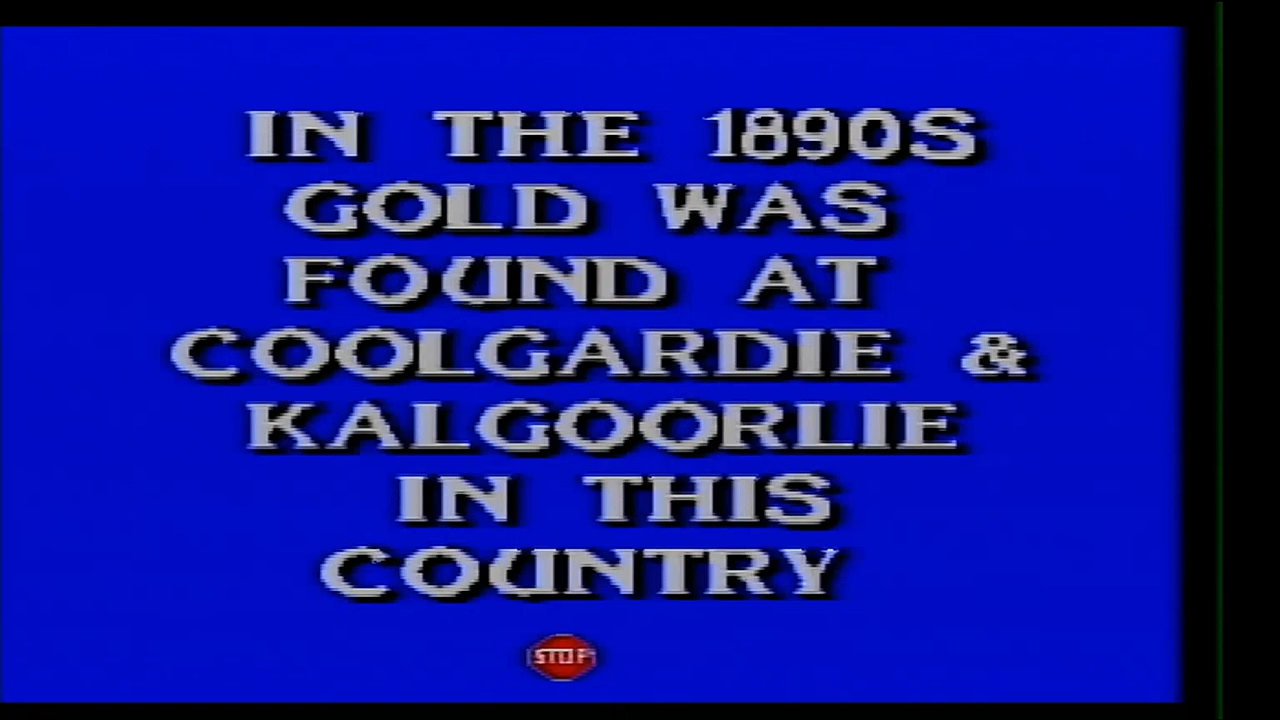 IN THE 1890S
GOLD WAS
FOUND AT
COOLGARDIE &
KALGOORLIE
IN THIS
COUNTRY
STOP